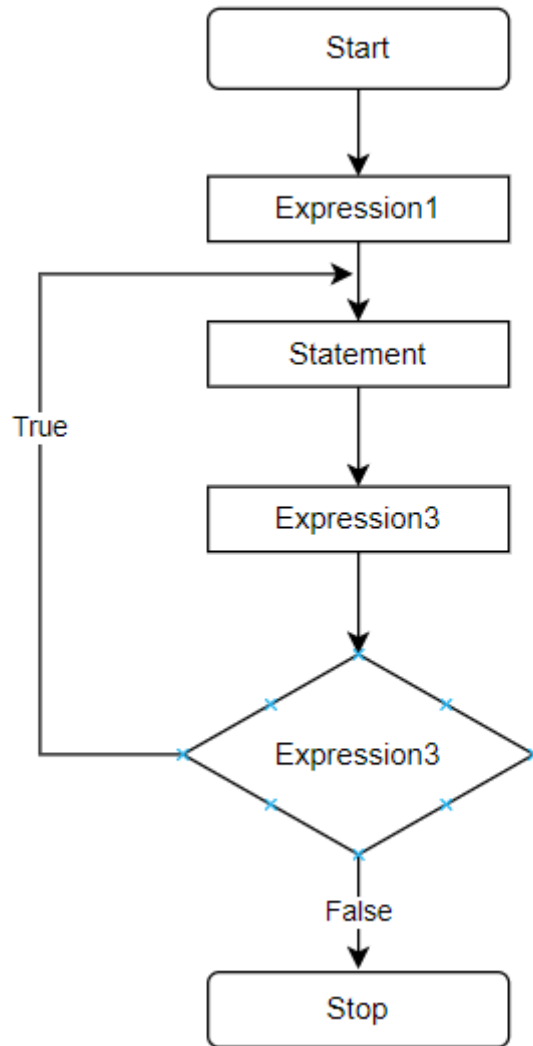 Start
Expression1
Statement
True
Expression3
Expression3
False
Stop